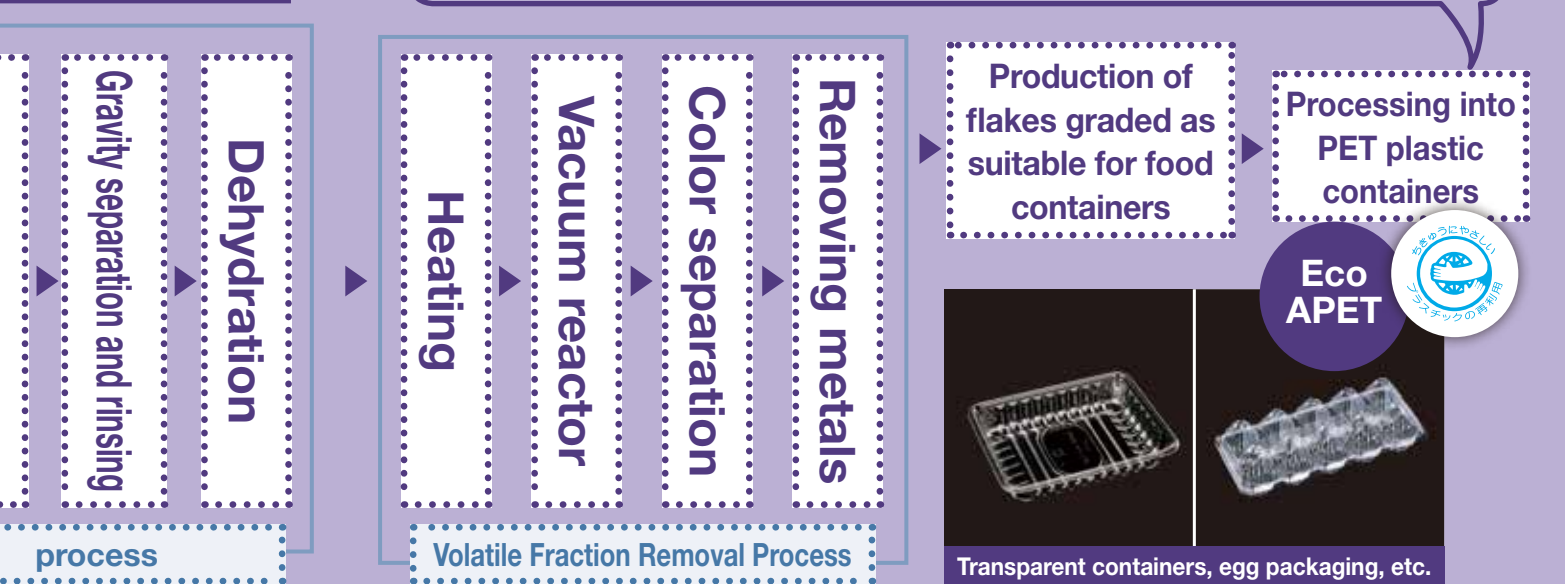 Gravity separation and rinsing
Dehydration
process
Heating
Vacuum reactor
Color separation
Removing metals
Volatile Fraction Removal Process
Production of
flakes graded as
suitable for food
containers
Processing into
PET plastic
containers
Eco
APET
ちきゅうにやさしい
プラスチックの再利用
Transparent containers, egg packaging, etc.